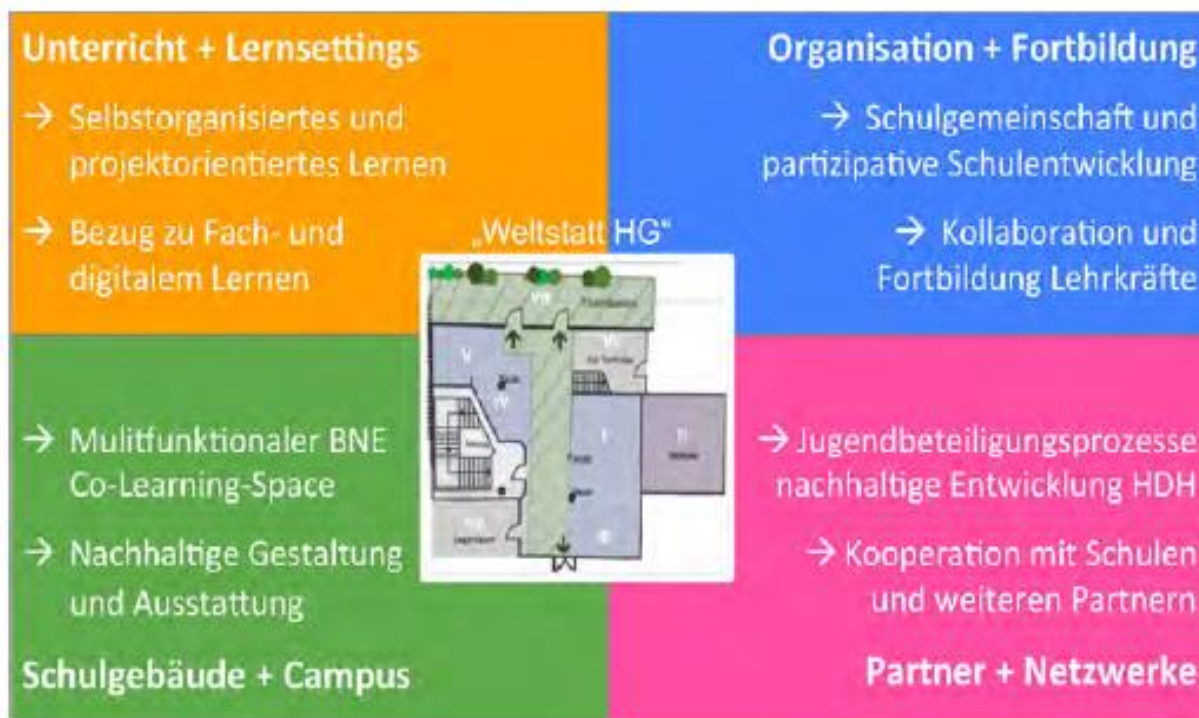 Unterricht + Lernsettings
→ Selbstorganisiertes und
projektorientiertes Lernen
→ Bezug zu Fach- und
digitalem Lernen
Organisation + Fortbildung
→ Schulgemeinschaft und
partizipative Schulentwicklung
→ Kollaboration und
Fortbildung Lehrkräfte
„Weltstatt HG“
V
IV
I
II
→ Mulitfunktionaler BNE
Co-Learning-Space
→ Nachhaltige Gestaltung
und Ausstattung
Schulgebäude + Campus
→ Jugendbeteiligungsprozesse
nachhaltige Entwicklung HDH
→ Kooperation mit Schulen
und weiteren Partnern
Partner + Netzwerke